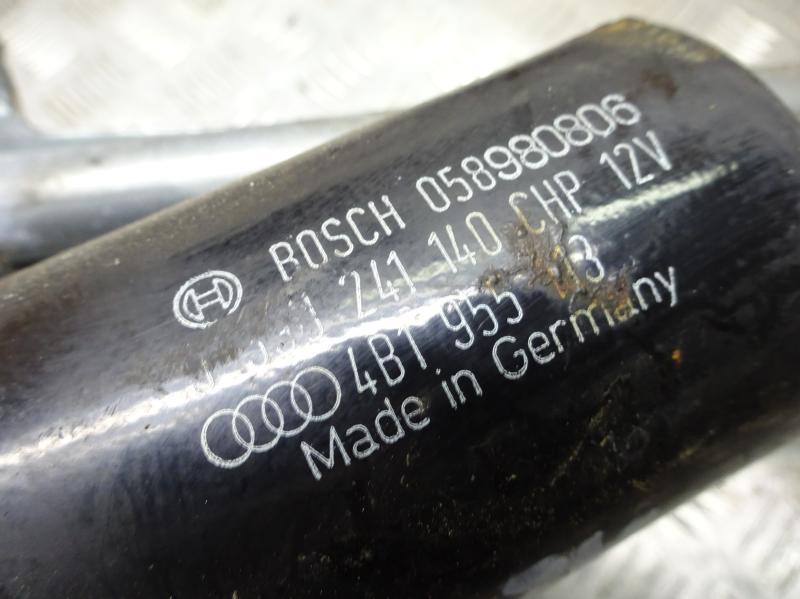 BOSCH 058980806
241 140 CHP 12V
4B1 955
Made in Germany